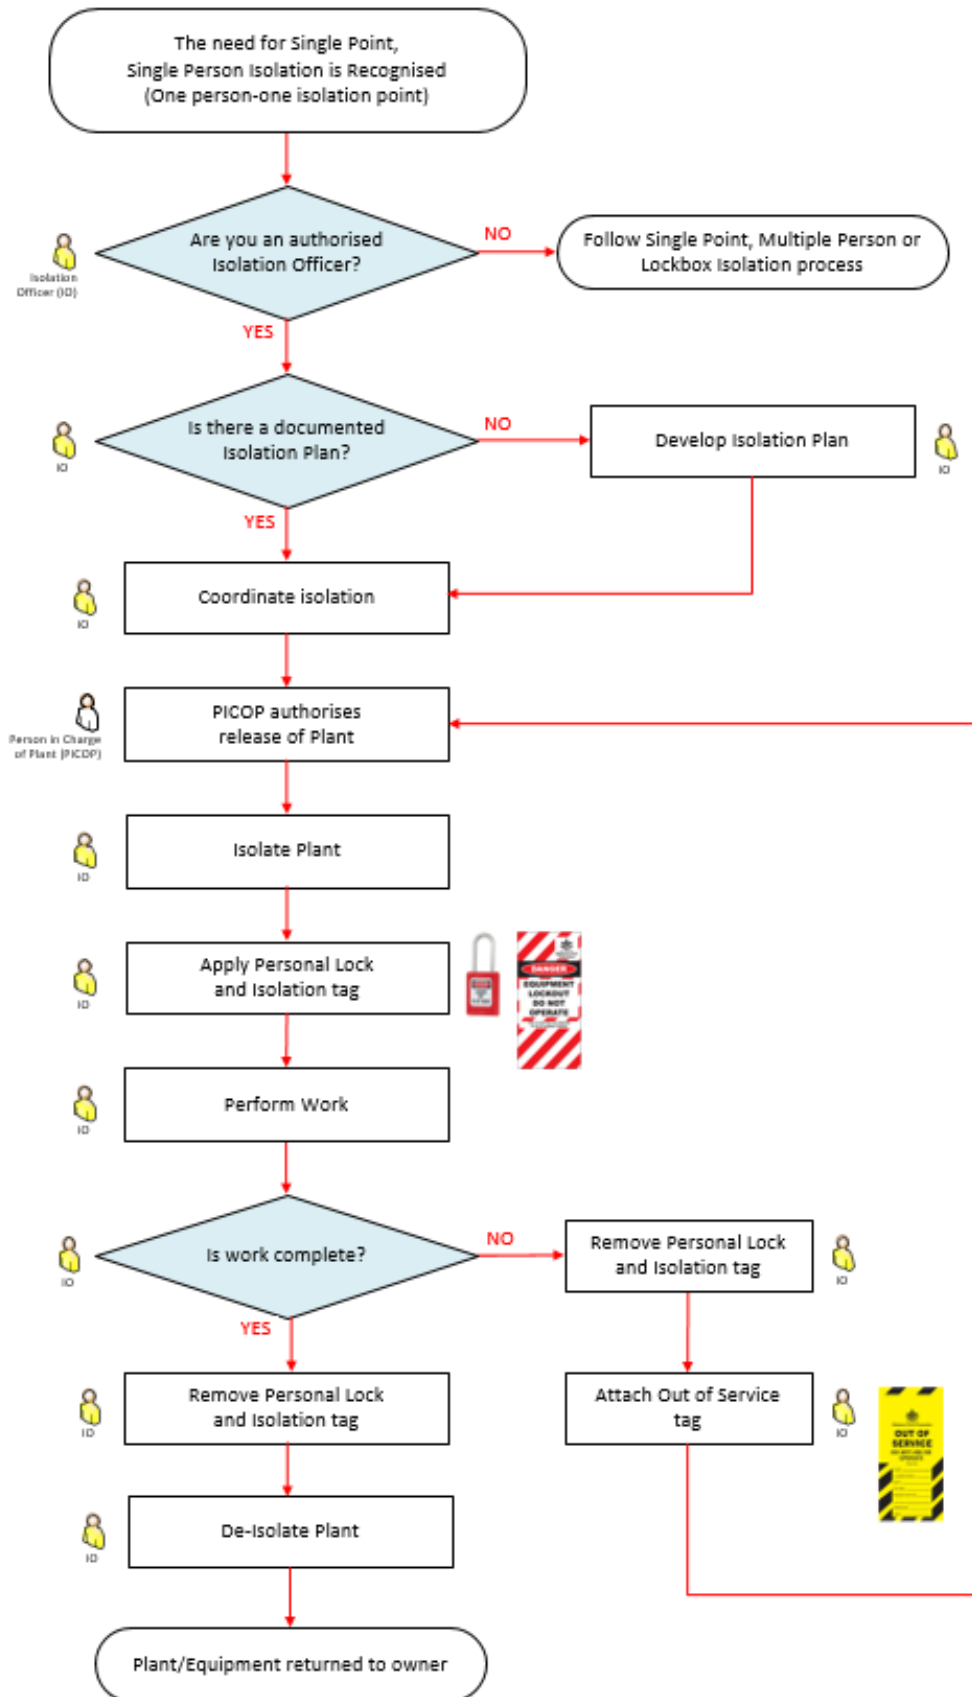 The need for Single Point,
Single Person Isolation is Recognised
(One person-one isolation point)
Are you an authorised
Isolation Officer?
NO
Follow Single Point, Multiple Person or
Lockbox Isolation process
Isolation
Officer (IO)
YES
Is there a documented
Isolation Plan?
NO
Develop Isolation Plan
IO
IO
YES
Coordinate isolation
IO
PICOP authorises
release of Plant
Person in Charge
of Plant (PICOP)
Isolate Plant
IO
Apply Personal Lock
and Isolation tag
IO
DANGER
EQUIPMENT
LOCKOUT
DO NOT
OPERATE
Perform Work
IO
Is work complete?
NO
Remove Personal Lock
and Isolation tag
IO
IO
YES
Remove Personal Lock
and Isolation tag
IO
Attach Out of Service
tag
IO
OUT OF
SERVICE
De-Isolate Plant
IO
Plant/Equipment returned to owner